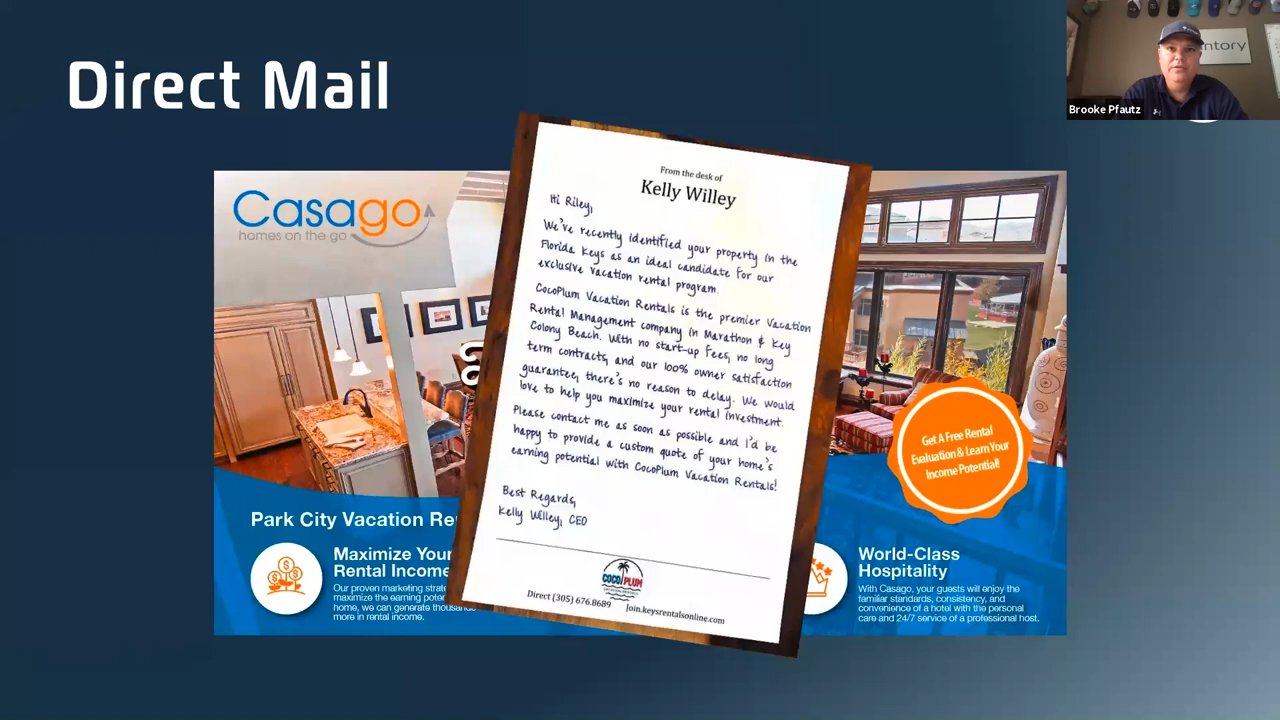 Direct Mail
ntory
Brooke Pfautz
Casago
homes on the go
From the desk of
Kelly Willey
Hi Riley,
We've recently identified your property in the
Florida Keys as an ideal candidate for our
exclusive vacation rental program.
CocoPlum Vacation Rentals is the premier Vacation
Rental Management company in Marathon & Key
Colony Beach. With no start-up fees, no long
term contracts, and our 100% owner satisfaction
guarantee, there's no reason to delay. We would
love to help you maximize your rental investment.
Please contact me as soon as possible and I'd be
happy to provide a custom quote of your home's
earning potential with CocoPlum Vacation Rentals!
Best Regards,
Kelly Willey, CEO
COCO PLUM
Direct (305) 676.8689 Join.keysrentalsonline.com
Get A Free Rental
Evaluation & Learn Your
Income Potential!
Park City Vacation Re
Maximize Your
Rental Income
Our proven marketing strate
maximize the earning poten
home, we can generate thousands
more in rental income.
World-Class
Hospitality
With Casago, your guests will enjoy the
familiar standards, consistency, and
convenience of a hotel with the personal
care and 24/7 service of a professional host.